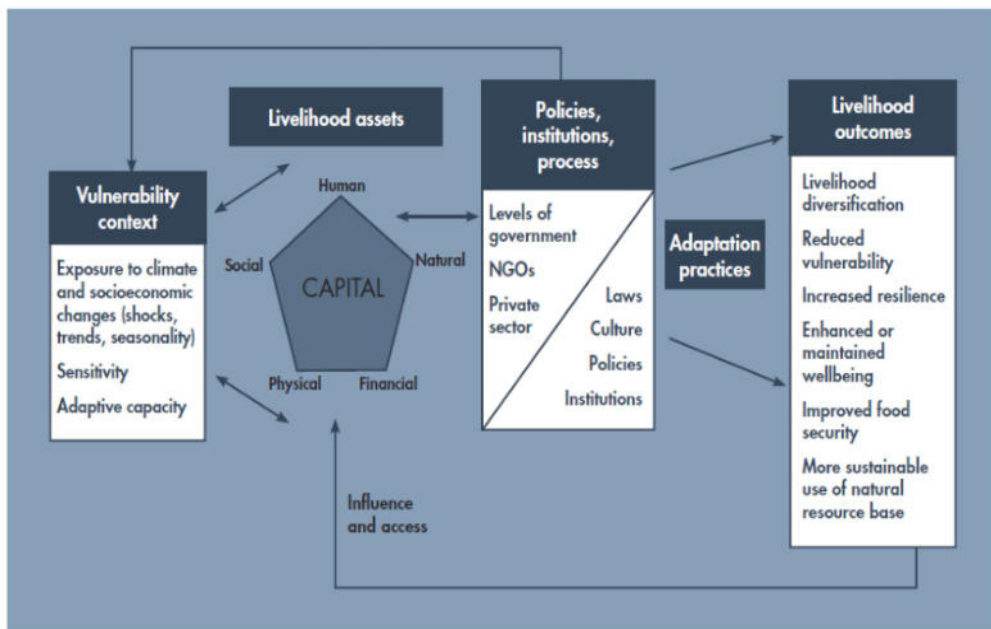 Livelihood assets
Policies,
institutions,
process
Livelihood
outcomes
Vulnerability
context
Exposure to climate
and socioeconomic
changes (shocks,
trends, seasonality)
Sensitivity
Adaptive capacity
Human
Social
Natural
CAPITAL
Physical
Financial
Levels of
government
NGOs
Private
sector
Laws
Culture
Policies
Institutions
Adaptation
practices
Livelihood
diversification
Reduced
vulnerability
Increased resilience
Enhanced or
maintained
wellbeing
Improved food
security
More sustainable
use of natural
resource base
Influence
and access